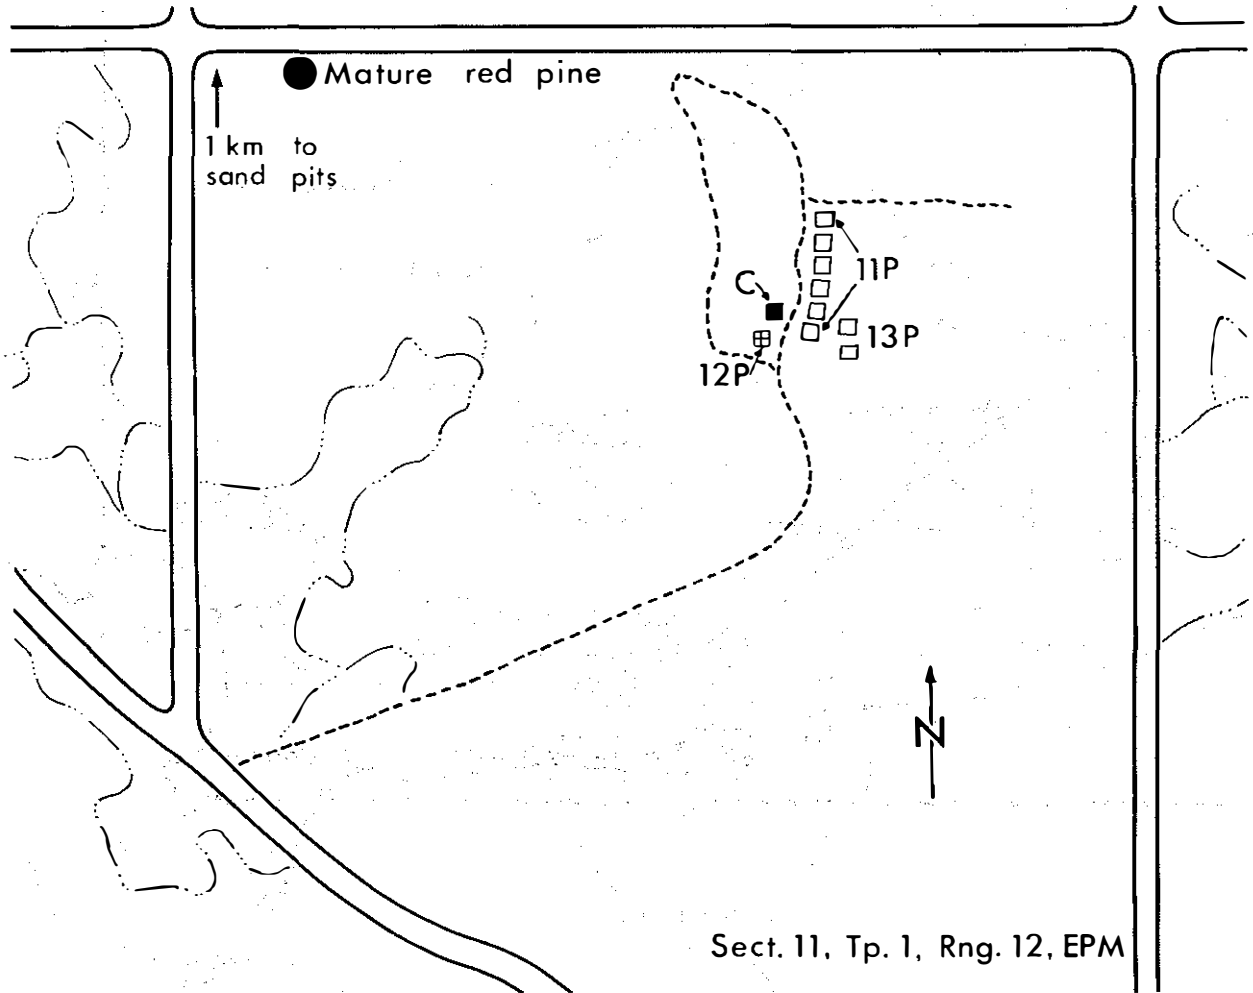 Mature red pine
1 km to
sand pits
11P
C
13P
12P
N
Sect. 11, Tp. 1, Rng. 12, EPM